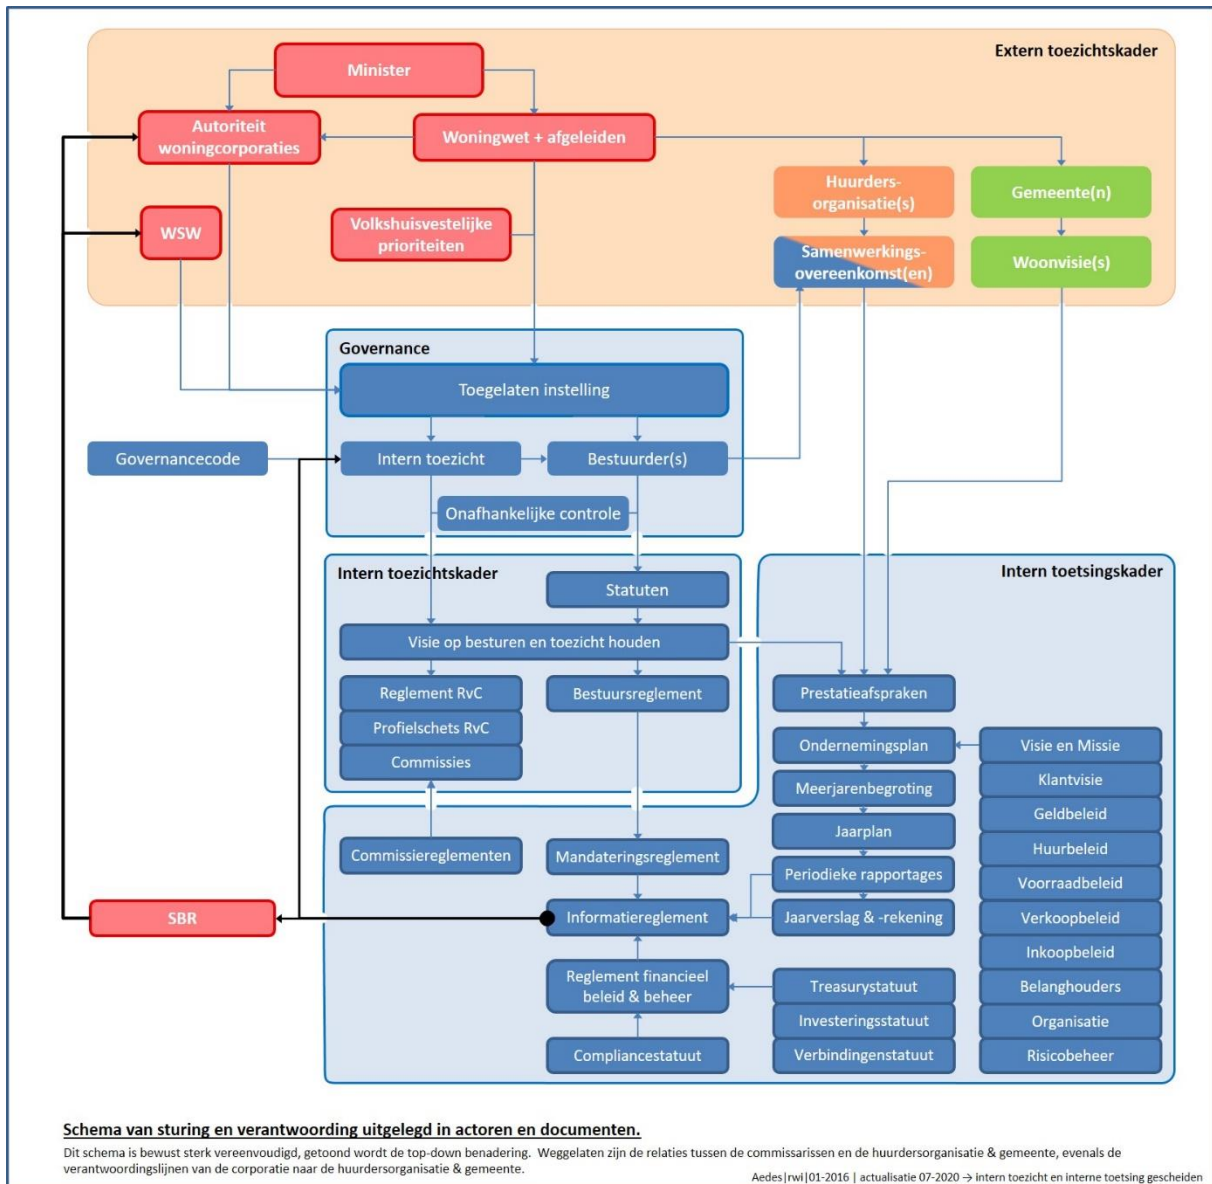 Extern toezichtskader
Minister
Autoriteit
woningcorporaties
Woningwet + afgeleiden
Huurders-
organisatie(s)
Gemeente(n)
WSW
Volkshuisvestelijke
prioriteiten
Samenwerkings-
overeenkomst(en)
Woonvisie(s)
Governance
Toegelaten instelling
Governancecode
Intern toezicht
Bestuurder(s)
Onafhankelijke controle
Intern toezichtskader
Statuten
Visie op besturen en toezicht houden
Reglement RvC
Bestuursreglement
Profielschets RvC
Commissies
Intern toetsingskader
Prestatieafspraken
Ondernemingsplan
Visie en Missie
Meerjarenbegroting
Klantvisie
Geldbeleid
Jaarplan
Huurbeleid
Commissiereglementen
Mandateringsreglement
Periodieke rapportages
Voorraadbeleid
SBR
Informatiereglement
Jaarverslag & -rekening
Verkoopbeleid
Inkoopbeleid
Reglement financieel
beleid & beheer
Treasurystatuut
Belanghouders
Investeringsstatuut
Organisatie
Compliancestatuut
Verbindingenstatuut
Risicobeheer
Schema van sturing en verantwoording uitgelegd in actoren en documenten.
Dit schema is bewust sterk vereenvoudigd, getoond wordt de top-down benadering. Weggelaten zijn de relaties tussen de commissarissen en de huurdersorganisatie & gemeente, evenals de
verantwoordingslijnen van de corporatie naar de huurdersorganisatie & gemeente.
Aedes|rwi|01-2016 | actualisatie 07-2020 → intern toezicht en interne toetsing gescheiden